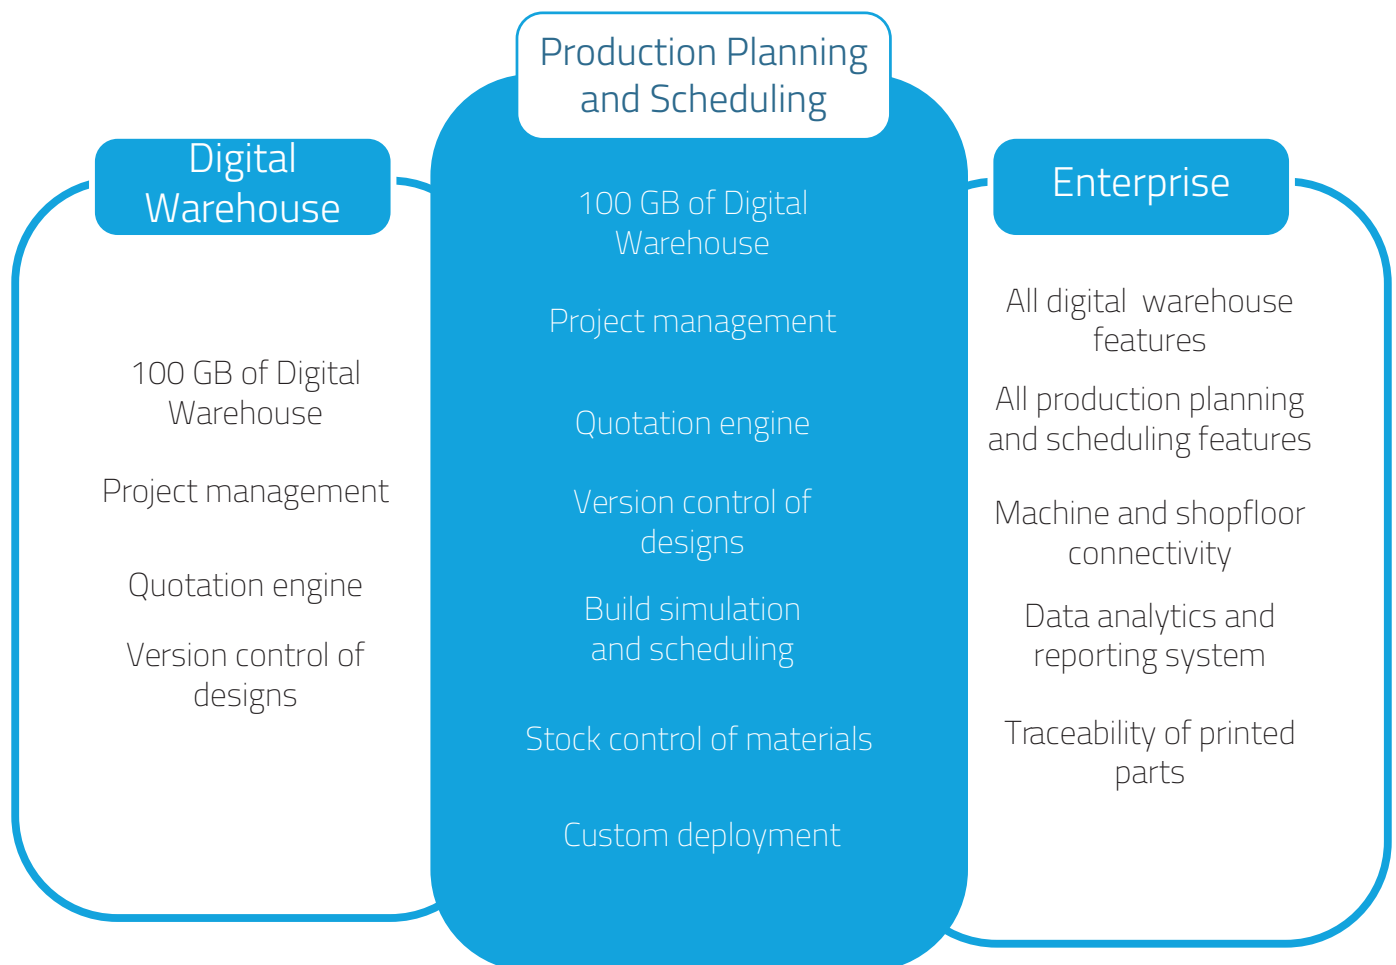 Production Planning
and Scheduling
100 GB of Digital
Warehouse
Project management
Quotation engine
Version control of
designs
Build simulation
and scheduling
Stock control of materials
Custom deployment
Digital
Warehouse
100 GB of Digital
Warehouse
Project management
Quotation engine
Version control of
designs
Enterprise
All digital warehouse
features
All production planning
and scheduling features
Machine and shopfloor
connectivity
Data analytics and
reporting system
Traceability of printed
parts